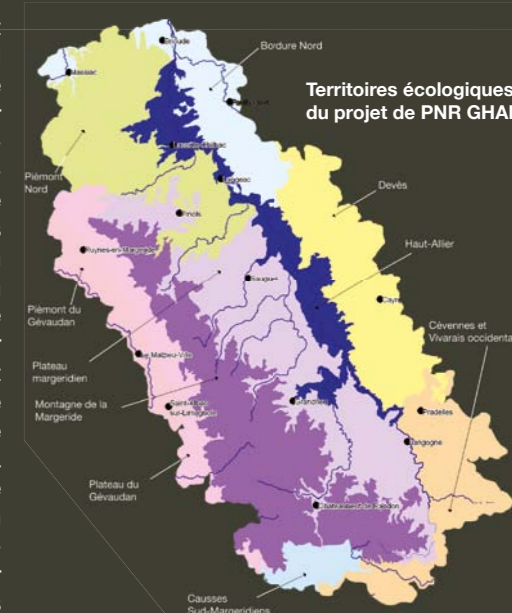 Territoires écologiques
du projet de PNR GHA
Brioude
Bordure Nord
Massiac
Devès
Piémont
Nord
Langeac
Pinols
Haut-Allier
Ruynes-en-Margeride
Saugues
Cayres
Piémont du
Gévaudan
Cévennes et
Vivarais occidenta
Plateau
margeridien
Le Malzieu-Ville
Montagne de la
Margeride
Saint-Alban
sur-Limagnole
Grandrieu
Pradelles
Langogne
Plateau du
Gévaudan
Châteauneuf-de-Randon
Causses
Sud-Margeridiens